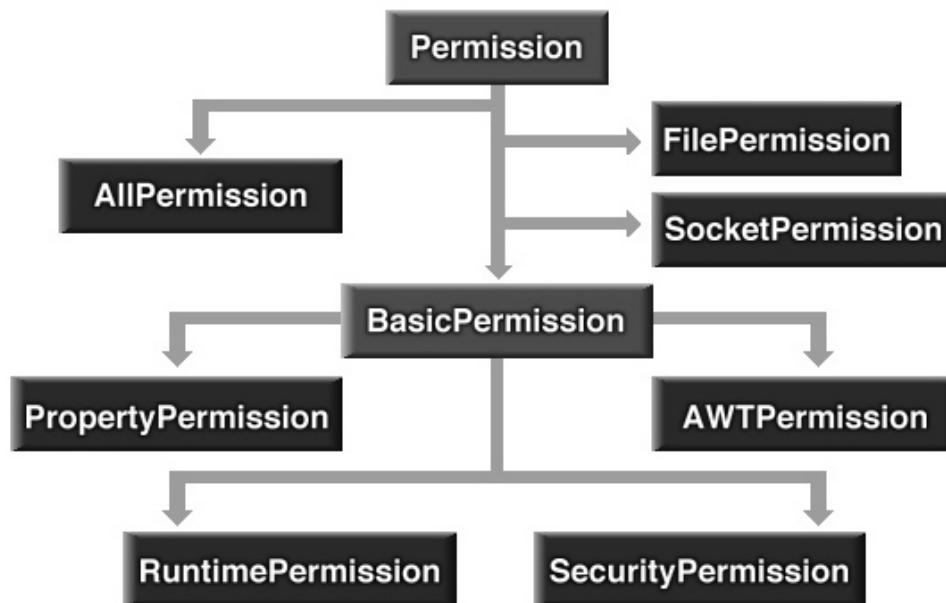 Permission
FilePermission
AllPermission
SocketPermission
BasicPermission
PropertyPermission
AWTPermission
RuntimePermission
SecurityPermission